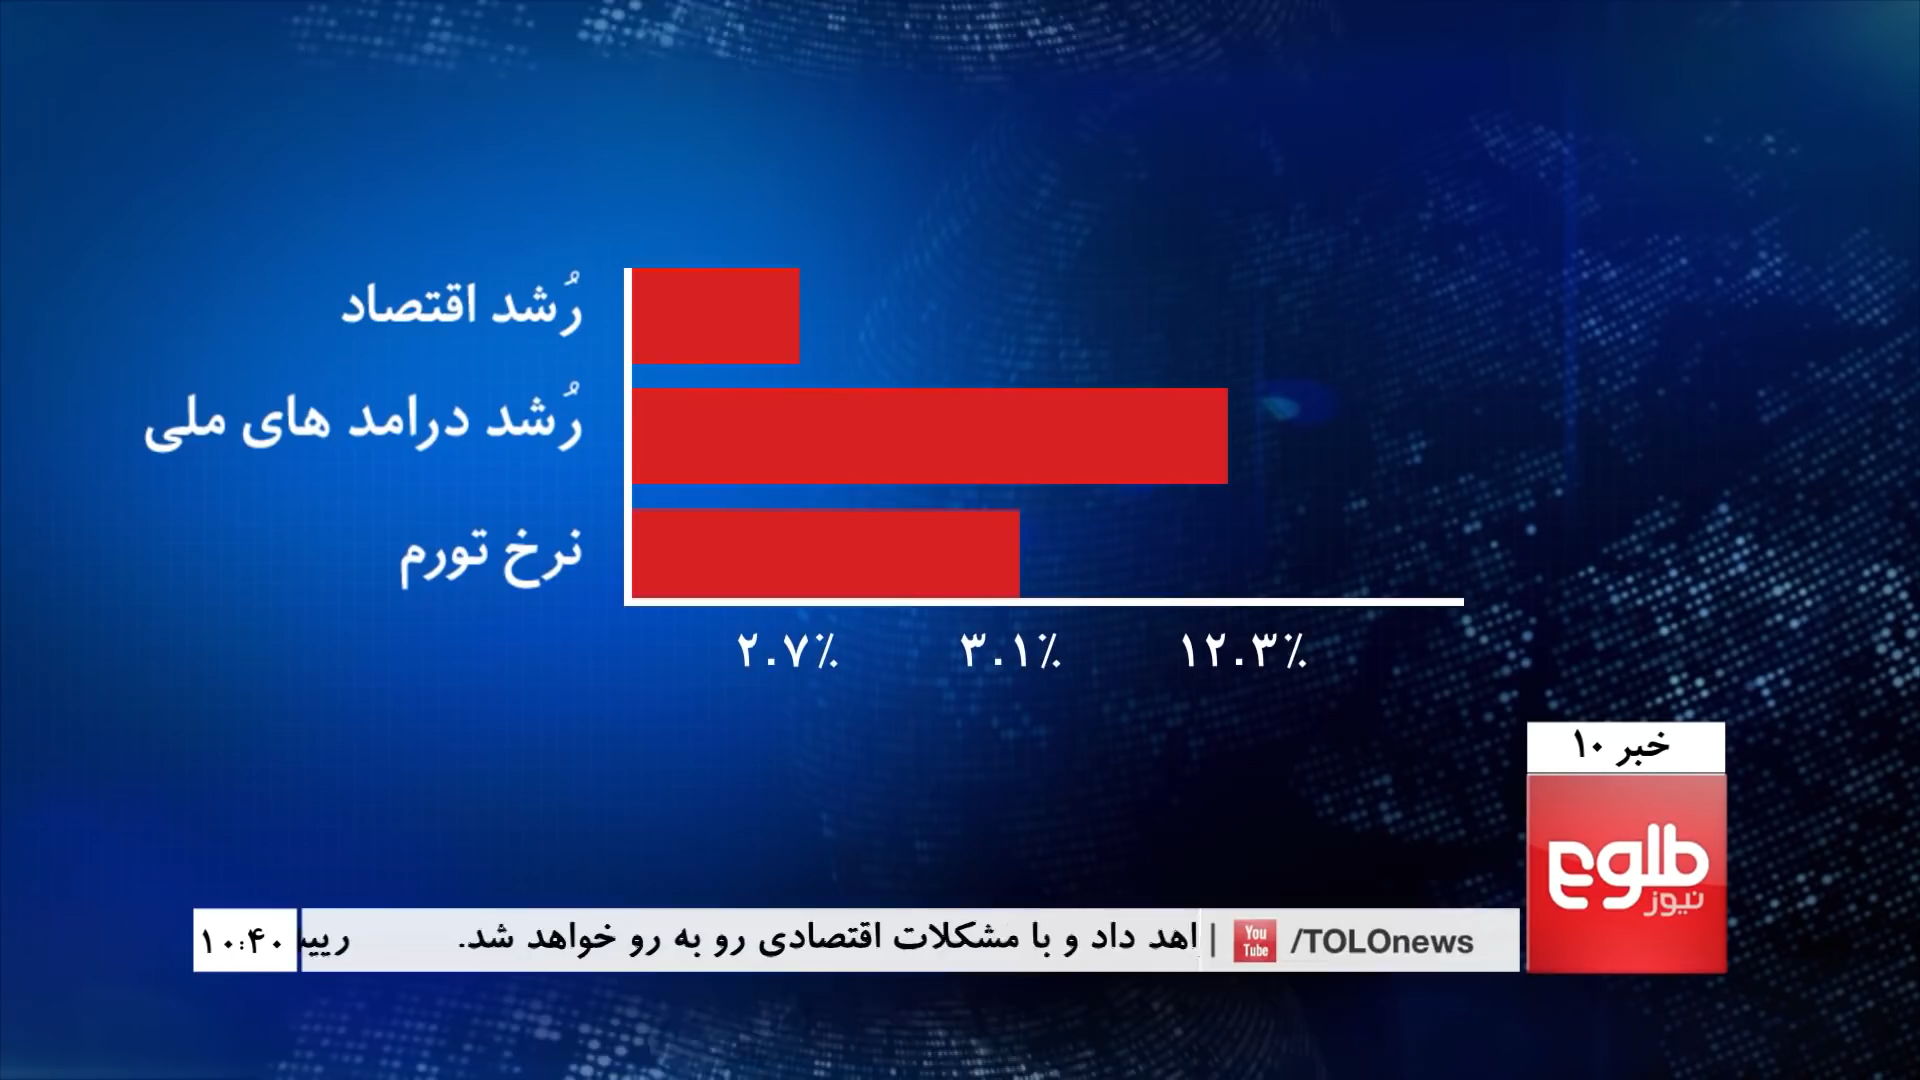 رُشد اقتصاد
رُشد درامد های ملی
نرخ تورم
۲.۷٪ ۳.۱٪ ۱۲.۳٪
خبر ۱۰
طلوع
نیوز
اهد داد و با مشکلات اقتصادی رو به رو خواهد شد.
۱۰:۴۰
| You Tube /TOLOnews